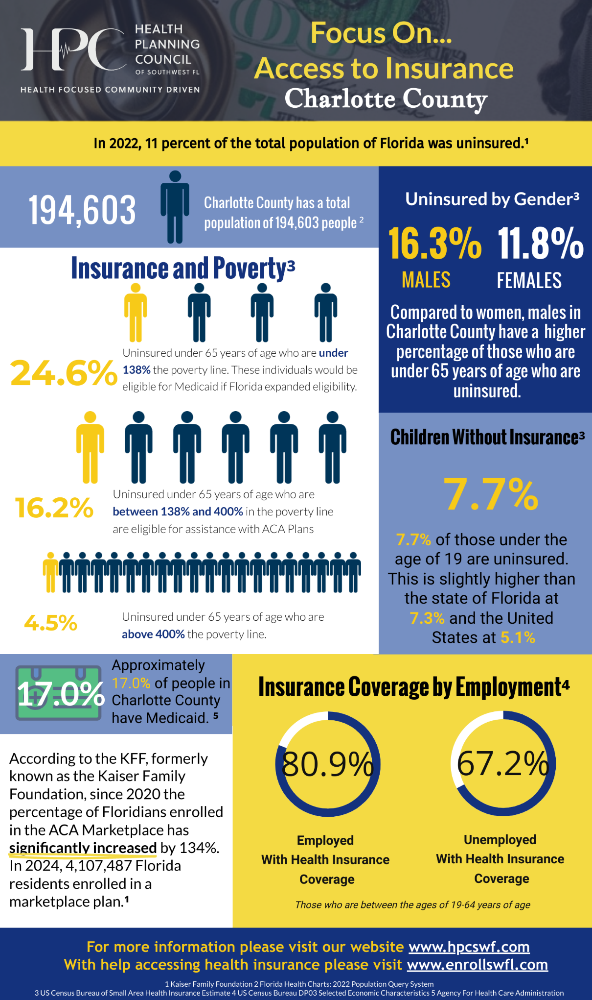 HPC
HEALTH
PLANNING
COUNCIL
OF SOUTHWEST FL
HEALTH FOCUSED COMMUNITY DRIVEN
Focus On...
Access to Insurance
Charlotte County
In 2022, 11 percent of the total population of Florida was uninsured.¹
194,603
Charlotte County has a total
population of 194,603 people ²
Insurance and Poverty³
24.6%
Uninsured under 65 years of age who are under
138% the poverty line. These individuals would be
eligible for Medicaid if Florida expanded eligibility.
16.2%
Uninsured under 65 years of age who are
between 138% and 400% in the poverty line
are eligible for assistance with ACA Plans
4.5%
Uninsured under 65 years of age who are
above 400% the poverty line.
Uninsured by Gender³
16.3% 11.8%
MALES FEMALES
Compared to women, males in
Charlotte County have a higher
percentage of those who are
under 65 years of age who are
uninsured.
Children Without Insurance³
7.7%
7.7% of those under the
age of 19 are uninsured.
This is slightly higher than
the state of Florida at
7.3% and the United
States at 5.1%
17.0%
Approximately
17.0% of people in
Charlotte County
have Medicaid. ⁵
According to the KFF, formerly
known as the Kaiser Family
Foundation, since 2020 the
percentage of Floridians enrolled
in the ACA Marketplace has
significantly increased by 134%.
In 2024, 4,107,487 Florida
residents enrolled in a
marketplace plan.¹
Insurance Coverage by Employment⁴
80.9%
Employed
With Health Insurance
Coverage
67.2%
Unemployed
With Health Insurance
Coverage
Those who are between the ages of 19-64 years of age
For more information please visit our website www.hpcswf.com
With help accessing health insurance please visit www.enrollswfl.com
1 Kaiser Family Foundation 2 Florida Health Charts: 2022 Population Query System
3 US Census Bureau of Small Area Health Insurance Estimate 4 US Census Bureau DP03 Selected Economic Characteristics 5 Agency For Health Care Administration